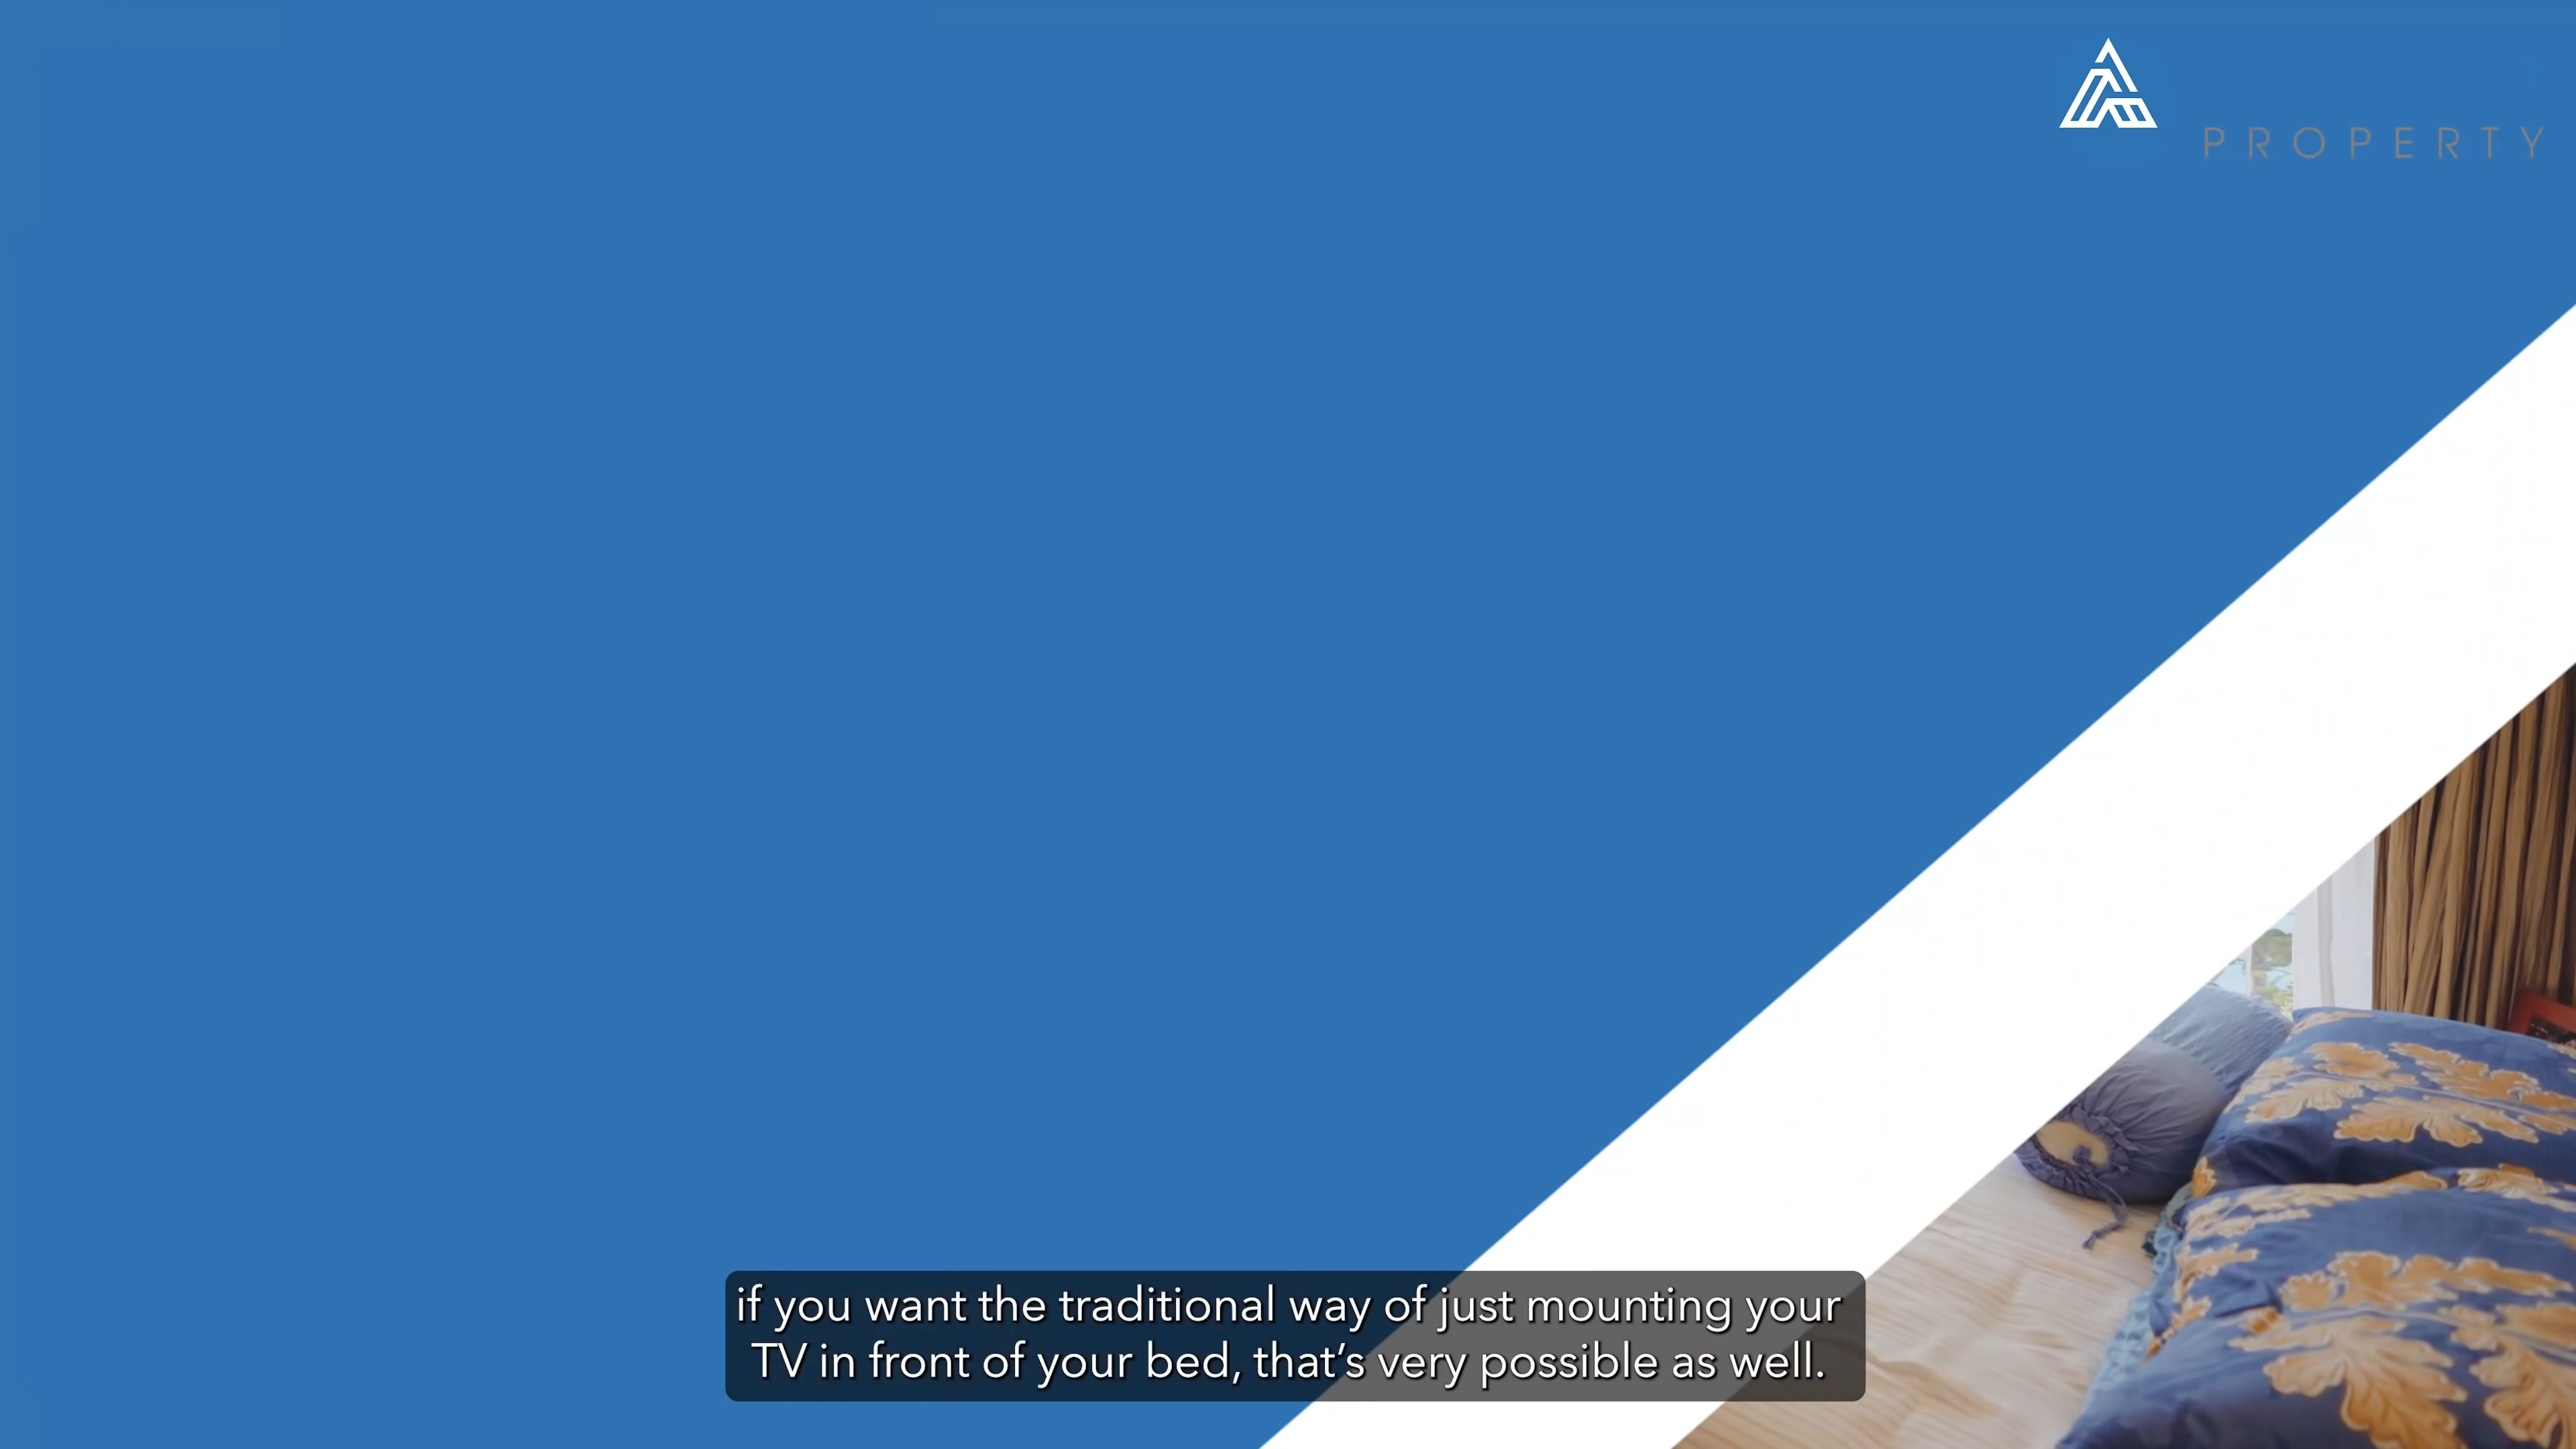 PROPERTY
if you want the traditional way of just mounting your
TV in front of your bed, that's very possible as well.